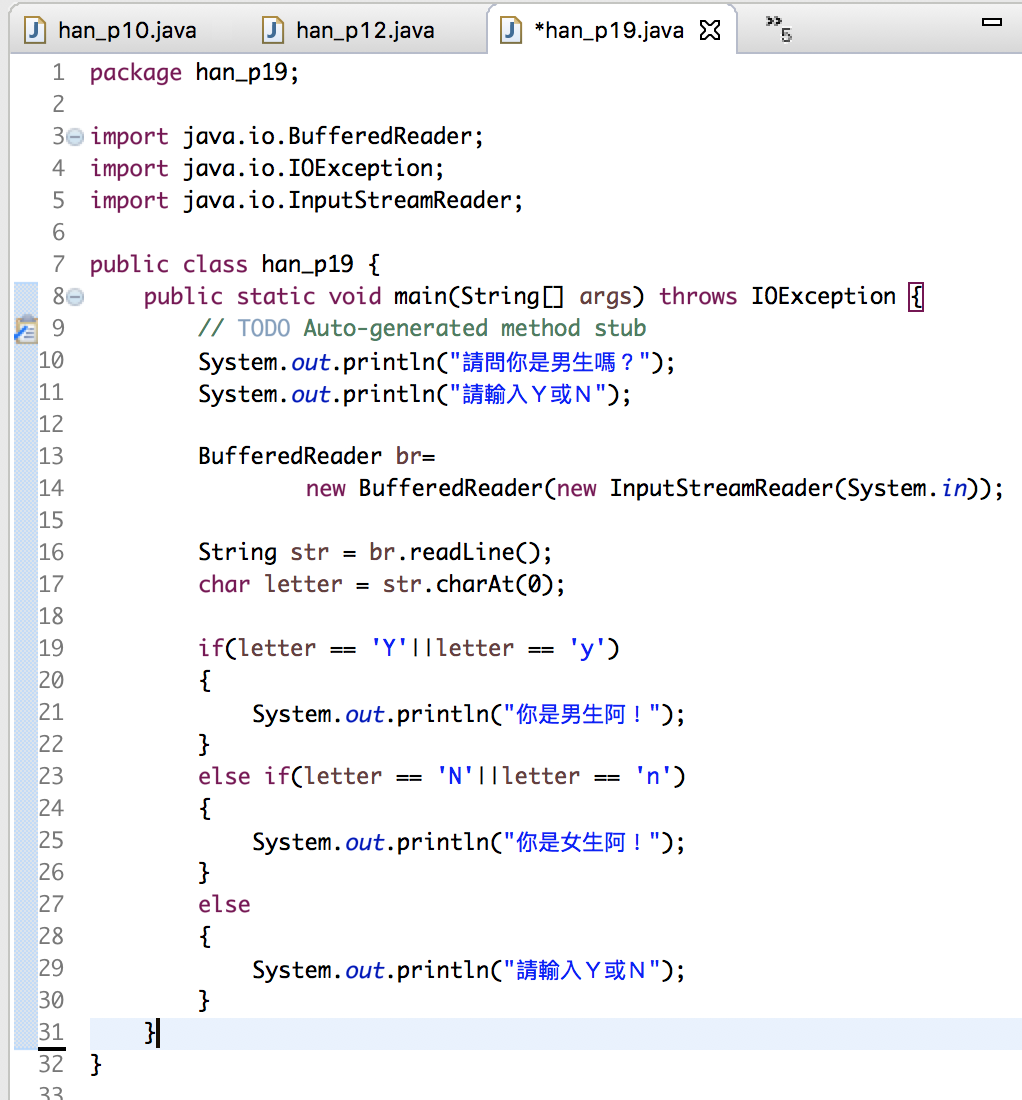 han_p10.java han_p12.java *han_p19.java »5
1 package han_p19;
2
3 import java.io.BufferedReader;
4 import java.io.IOException;
5 import java.io.InputStreamReader;
6
7 public class han_p19 {
8 public static void main(String[] args) throws IOException {
9 // TODO Auto-generated method stub
10 System.out.println("請問你是男生嗎？");
11 System.out.println("請輸入Ｙ或Ｎ");
12
13 BufferedReader br=
14 new BufferedReader(new InputStreamReader(System.in));
15
16 String str = br.readLine();
17 char letter = str.charAt(0);
18
19 if(letter == 'Y'||letter == 'y')
20 {
21 System.out.println("你是男生阿！");
22 }
23 else if(letter == 'N'||letter == 'n')
24 {
25 System.out.println("你是女生阿！");
26 }
27 else
28 {
29 System.out.println("請輸入Ｙ或Ｎ");
30 }
31 }
32 }
33